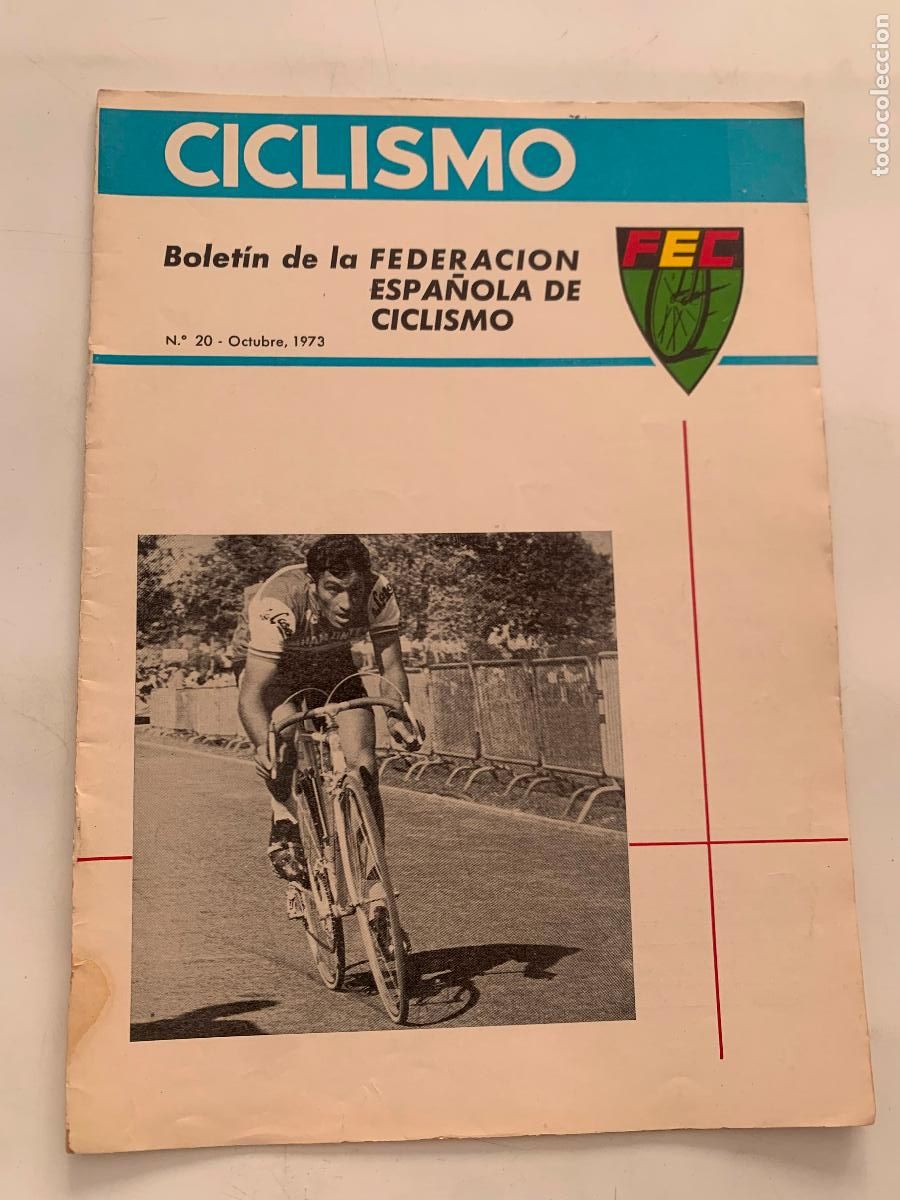 CICLISMO
Boletín de la FEDERACION
ESPAÑOLA DE
CICLISMO
N.° 20 - Octubre, 1973
FEC
todocoleccion